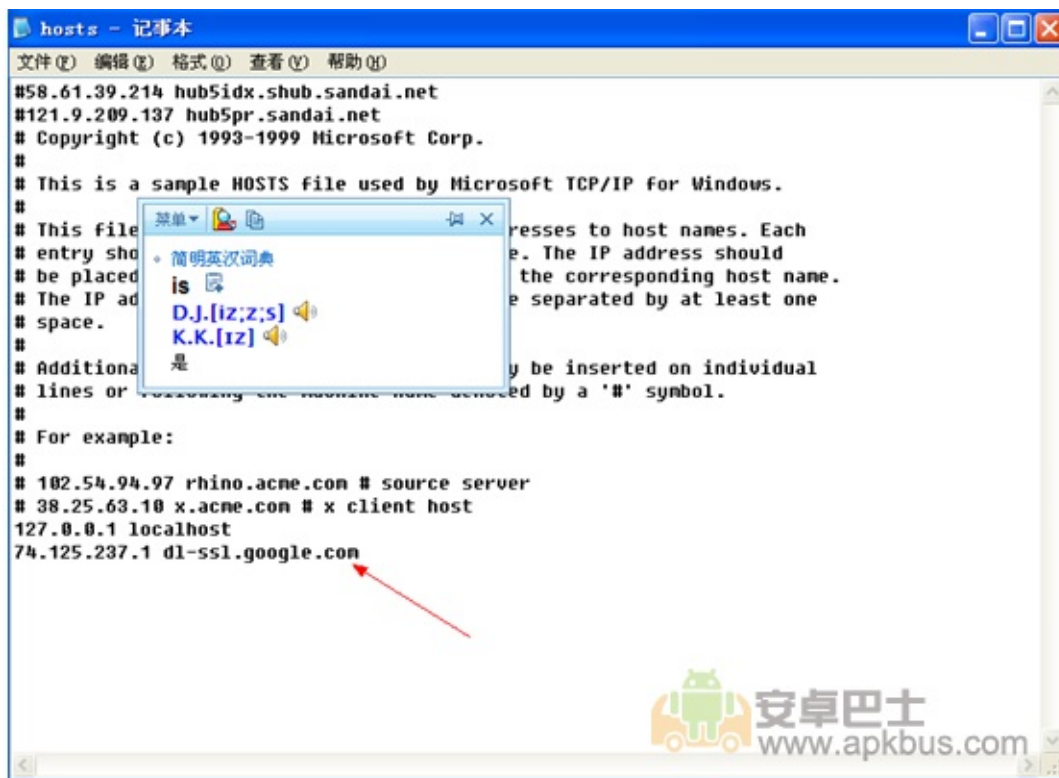 hosts - 记事本
文件(F) 编辑(E) 格式(O) 查看(V) 帮助(H)
#58.61.39.214 hub5idx.shub.sandai.net
#121.9.209.137 hub5pr.sandai.net
# Copyright (c) 1993-1999 Microsoft Corp.
#
# This is a sample HOSTS file used by Microsoft TCP/IP for Windows.
#
# This file resses to host names. Each
# entry sho e. The IP address should
# be placed the corresponding host name.
# The IP ad e separated by at least one
# space.
#
# Additiona y be inserted on individual
# lines or following the machine name denoted by a '#' symbol.
#
# For example:
#
# 102.54.94.97 rhino.acme.com # source server
# 38.25.63.10 x.acme.com # x client host
127.0.0.1 localhost
74.125.237.1 dl-ssl.google.com
菜单
简明英汉词典
is
D.J.[iz;z;s]
K.K.[ɪz]
是
安卓巴士
www.apkbus.com